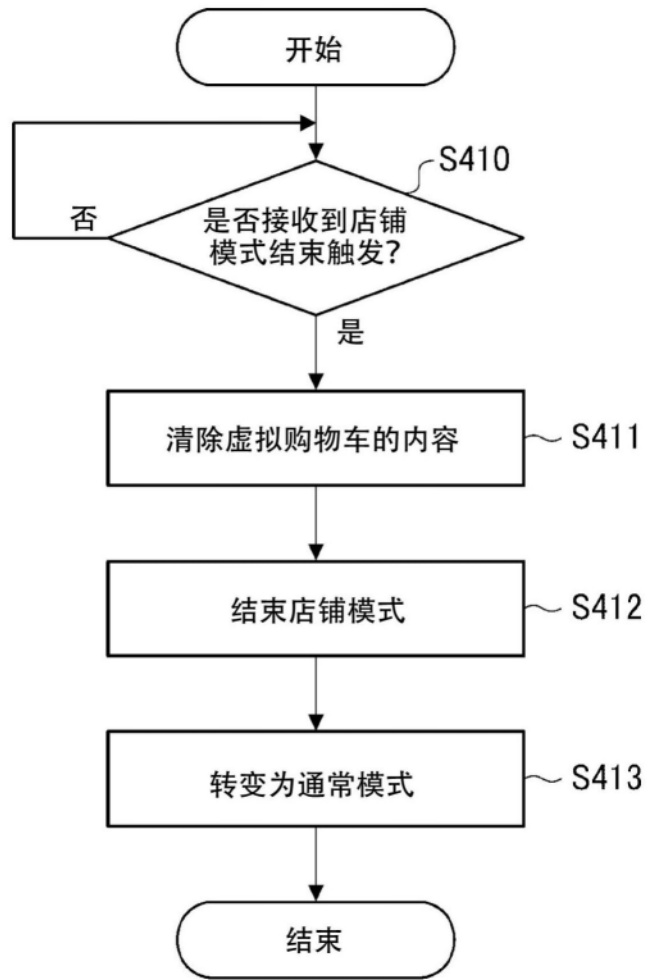 开始
S410
是否接收到店铺
模式结束触发?
否
是
清除虚拟购物车的内容
S411
结束店铺模式
S412
转变为通常模式
S413
结束